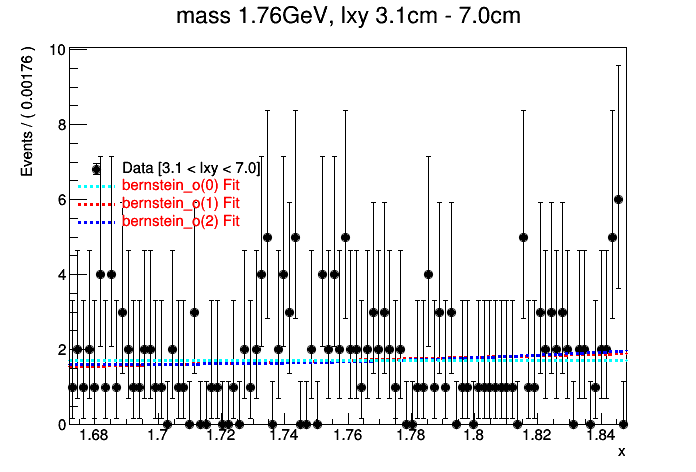 mass 1.76GeV, lxy 3.1cm - 7.0cm
Events / ( 0.00176 )
10
8
6
4
2
0
Data [3.1 < lxy < 7.0]
bernstein_o(0) Fit
bernstein_o(1) Fit
bernstein_o(2) Fit
1.68 1.7 1.72 1.74 1.76 1.78 1.8 1.82 1.84
x